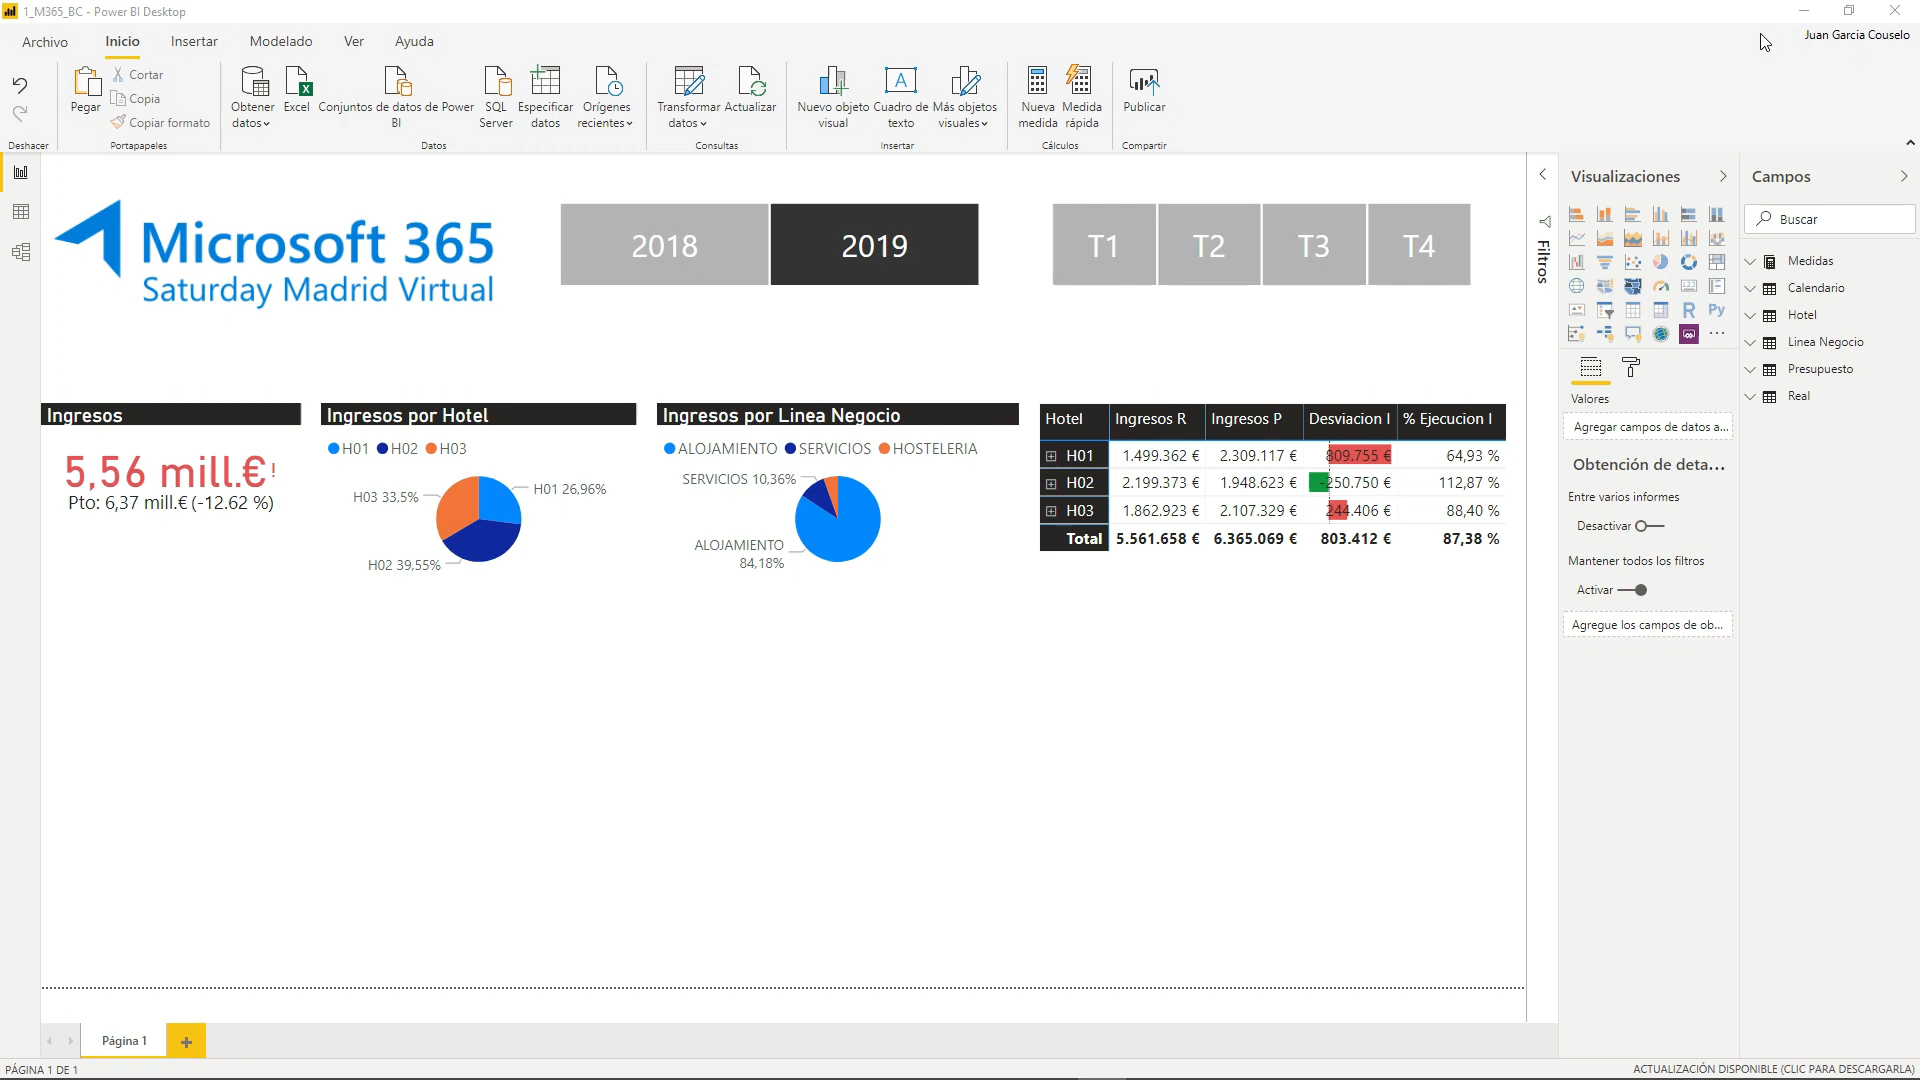 1_M365_BC - Power BI Desktop
Juan Garcia Couselo
Archivo Inicio Insertar Modelado Ver Ayuda
Cortar
Copia
Copiar formato
Pegar
Obtener datos
Excel
Conjuntos de datos de Power BI
SQL Server
Especificar datos
Orígenes recientes
Transformar datos
Actualizar
Nuevo objeto visual
Cuadro de texto
Más objetos visuales
Nueva medida
Medida rápida
Publicar
Deshacer Portapapeles Datos Consultas Insertar Cálculos Compartir
Microsoft 365
Saturday Madrid Virtual
2018 2019
T1 T2 T3 T4
Ingresos
5,56 mill.€!
Pto: 6,37 mill.€ (-12.62 %)
Ingresos por Hotel
H01 H02 H03
H03 33,5%
H01 26,96%
H02 39,55%
Ingresos por Linea Negocio
ALOJAMIENTO SERVICIOS HOSTELERIA
SERVICIOS 10,36%
ALOJAMIENTO
84,18%
Hotel Ingresos R Ingresos P Desviacion I % Ejecucion I
H01 1.499.362 € 2.309.117 € 809.755 € 64,93 %
H02 2.199.373 € 1.948.623 € -250.750 € 112,87 %
H03 1.862.923 € 2.107.329 € 244.406 € 88,40 %
Total 5.561.658 € 6.365.069 € 803.412 € 87,38 %
Filtros
Visualizaciones
R Py
123
Valores
Agregar campos de datos a...
Obtención de deta...
Entre varios informes
Desactivar
Mantener todos los filtros
Activar
Agregue los campos de ob...
Campos
Buscar
Medidas
Calendario
Hotel
Linea Negocio
Presupuesto
Real
Página 1
+
PÁGINA 1 DE 1
ACTUALIZACIÓN DISPONIBLE (CLIC PARA DESCARGARLA)